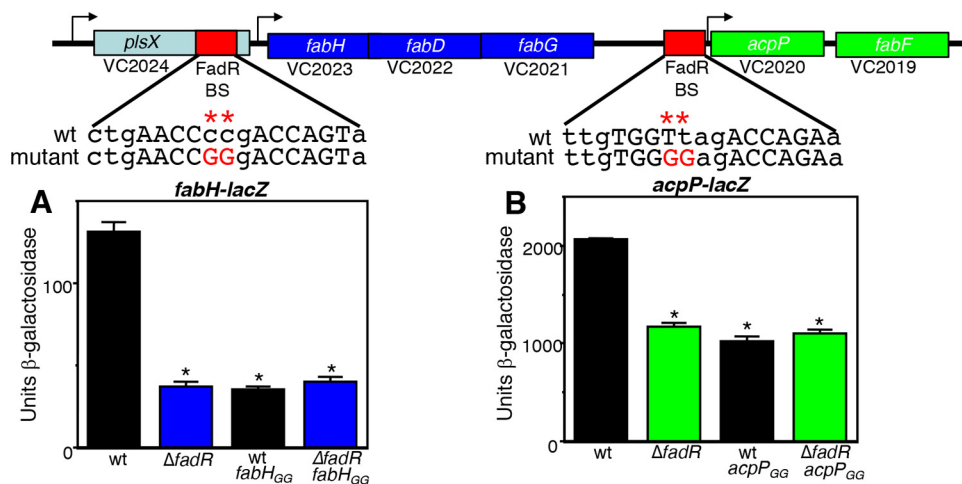 plsX fabH fabD fabG acpP fabF
VC2024 FadR VC2023 VC2022 VC2021 FadR VC2020 VC2019
BS BS
** **
wt ctgAACCccgACCAGTa wt ttgTGGTtagACCAGAa
mutant ctgAACCGGgACCAGTa mutant ttgTGGGGagACCAGAa
A fabH-lacZ
Units β-galactosidase
100
0
* * *
wt ΔfadR wt fabHGG ΔfadR fabHGG
B acpP-lacZ
Units β-galactosidase
2000
1000
0
* * *
wt ΔfadR wt acpPGG ΔfadR acpPGG